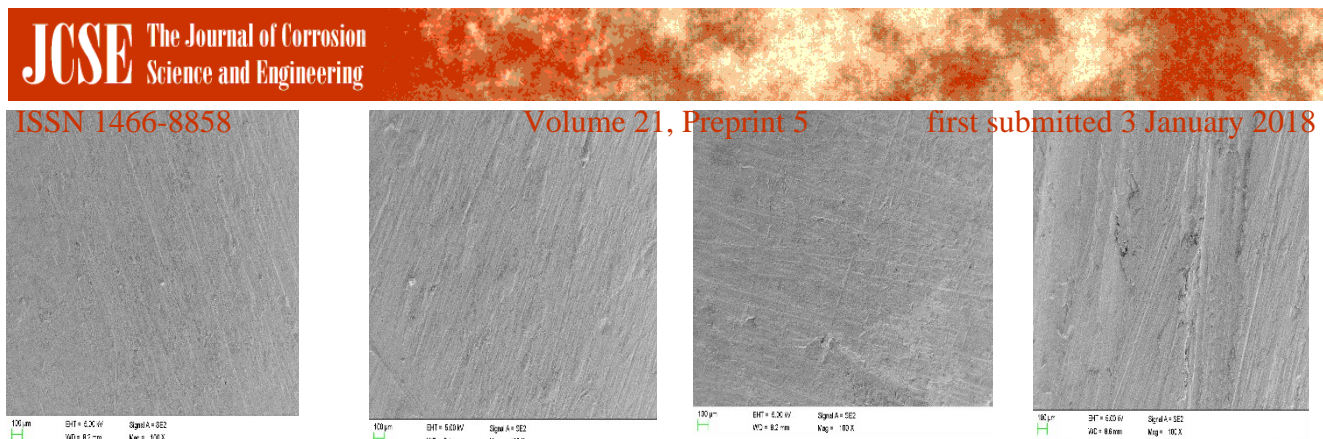 JCSE The Journal of Corrosion
Science and Engineering
ISSN 1466-8858 Volume 21, Preprint 5 first submitted 3 January 2018
100 µm EHT = 5.00 kV Signal A = SE2
WD = 8.2 mm Mag = 100 X
100 µm EHT = 5.00 kV Signal A = SE2
100 µm EHT = 5.00 kV Signal A = SE2
WD = 8.2 mm Mag = 100 X
100 µm EHT = 5.00 kV Signal A = SE2
WD = 8.6 mm Mag = 100 X